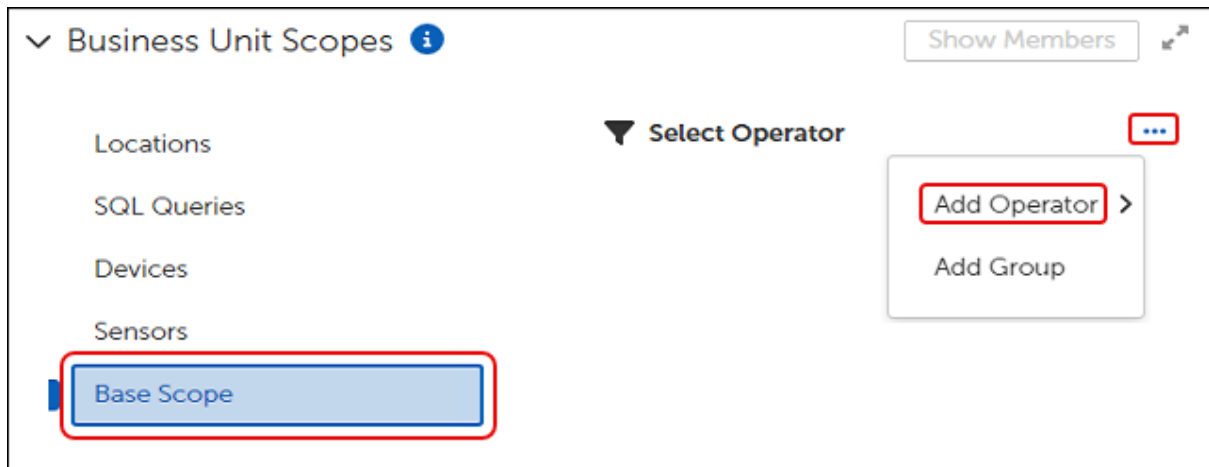 Business Unit Scopes
Show Members
Locations
SQL Queries
Devices
Sensors
Base Scope
Select Operator
...
Add Operator >
Add Group